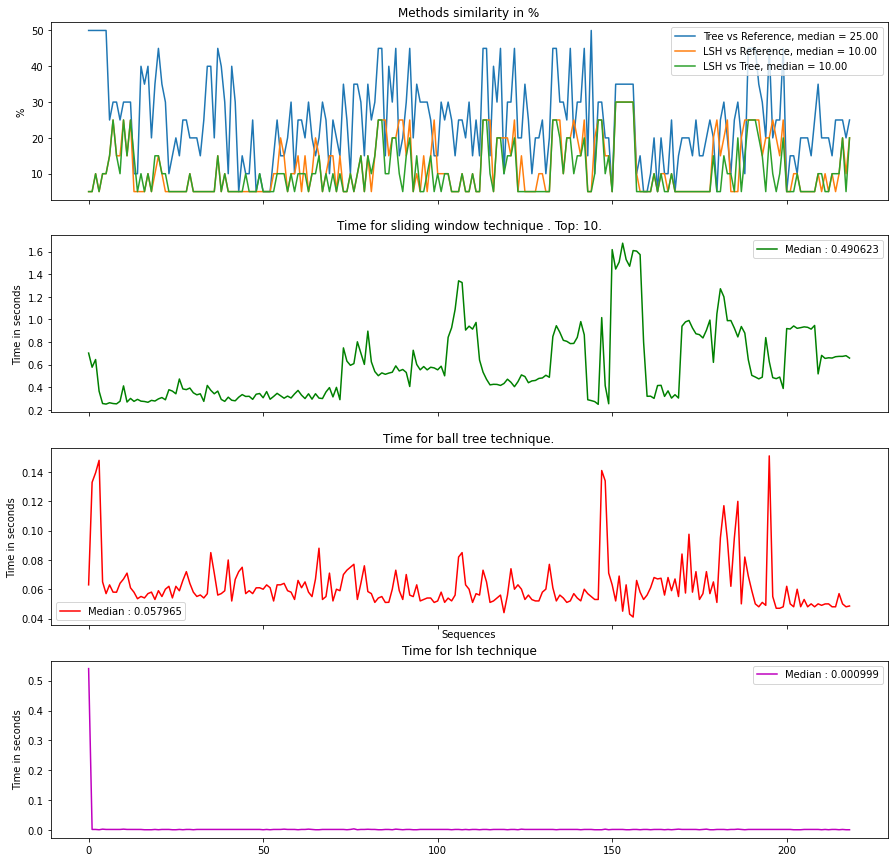 Methods similarity in %
50
40
30
20
10
%
Tree vs Reference, median = 25.00
LSH vs Reference, median = 10.00
LSH vs Tree, median = 10.00
Time for sliding window technique . Top: 10.
1.6
1.4
1.2
1.0
0.8
0.6
0.4
0.2
Time in seconds
Median : 0.490623
Time for ball tree technique.
0.14
0.12
0.10
0.08
0.06
0.04
Time in seconds
Median : 0.057965
Sequences
Time for lsh technique
0.5
0.4
0.3
0.2
0.1
0.0
Time in seconds
Median : 0.000999
0 50 100 150 200